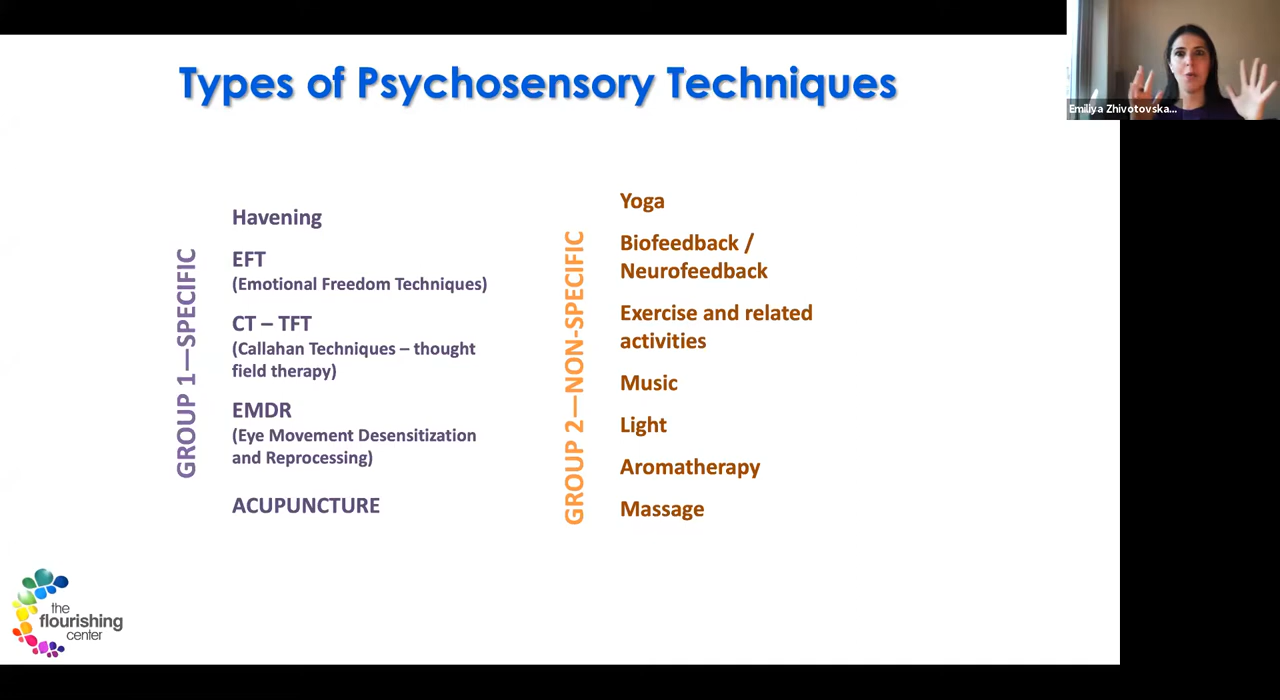 Types of Psychosensory Techniques
Emiliya Zhivotovska...
GROUP 1—SPECIFIC
Havening
EFT
(Emotional Freedom Techniques)
CT – TFT
(Callahan Techniques – thought
field therapy)
EMDR
(Eye Movement Desensitization
and Reprocessing)
ACUPUNCTURE
GROUP 2—NON-SPECIFIC
Yoga
Biofeedback /
Neurofeedback
Exercise and related
activities
Music
Light
Aromatherapy
Massage
the
flourishing
center